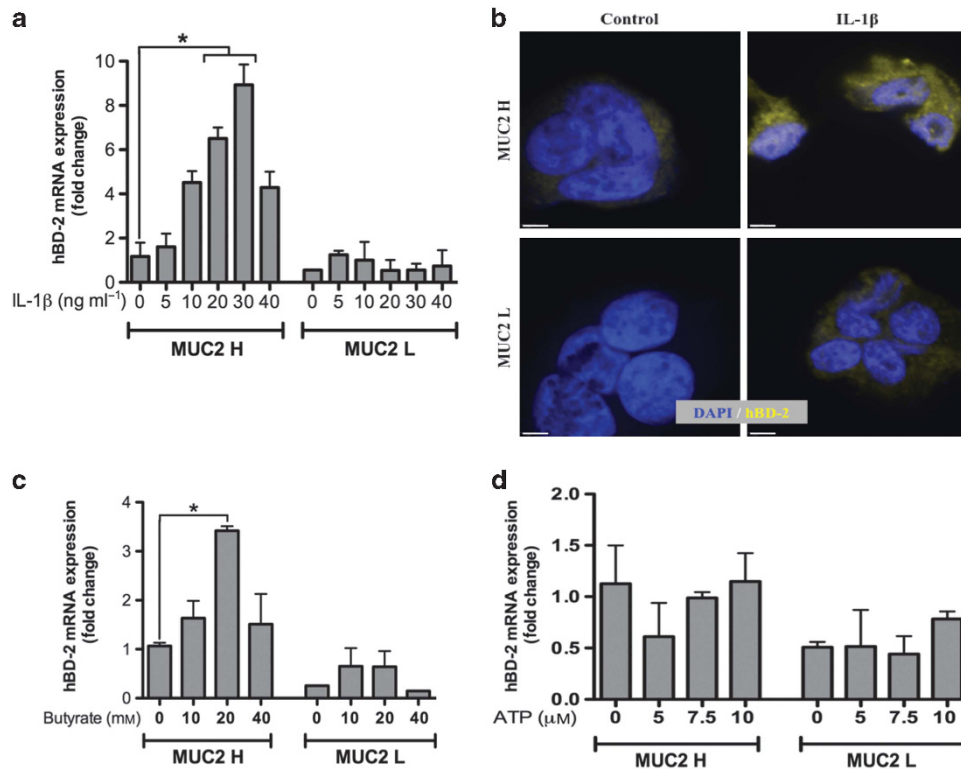 a
*
hBD-2 mRNA expression
(fold change)
10
8
6
4
2
0
IL-1β (ng ml⁻¹) 0 5 10 20 30 40 0 5 10 20 30 40
MUC2 H MUC2 L
b
Control IL-1β
MUC2 H
MUC2 L
DAPI / hBD-2
c
*
hBD-2 mRNA expression
(fold change)
4
3
2
1
0
Butyrate (mM) 0 10 20 40 0 10 20 40
MUC2 H MUC2 L
d
hBD-2 mRNA expression
(fold change)
2.0
1.5
1.0
0.5
0.0
ATP (μM) 0 5 7.5 10 0 5 7.5 10
MUC2 H MUC2 L